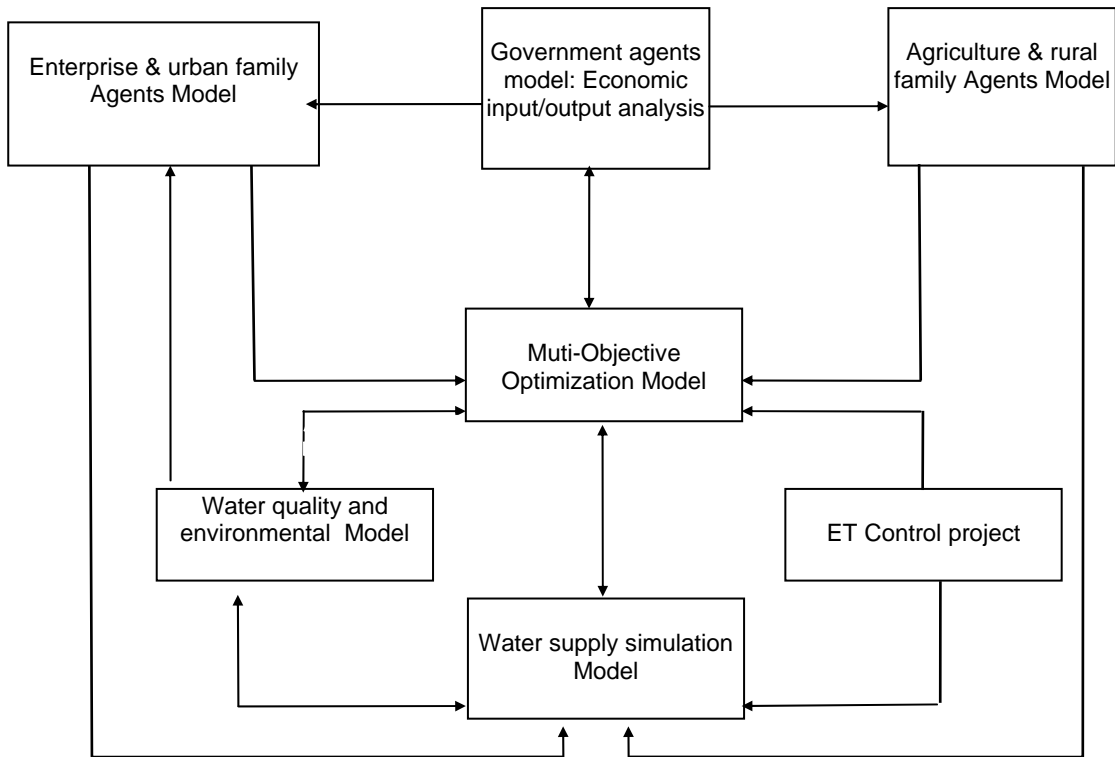 Enterprise & urban family
Agents Model
Government agents
model: Economic
input/output analysis
Agriculture & rural
family Agents Model
Muti-Objective
Optimization Model
Water quality and
environmental Model
ET Control project
Water supply simulation
Model